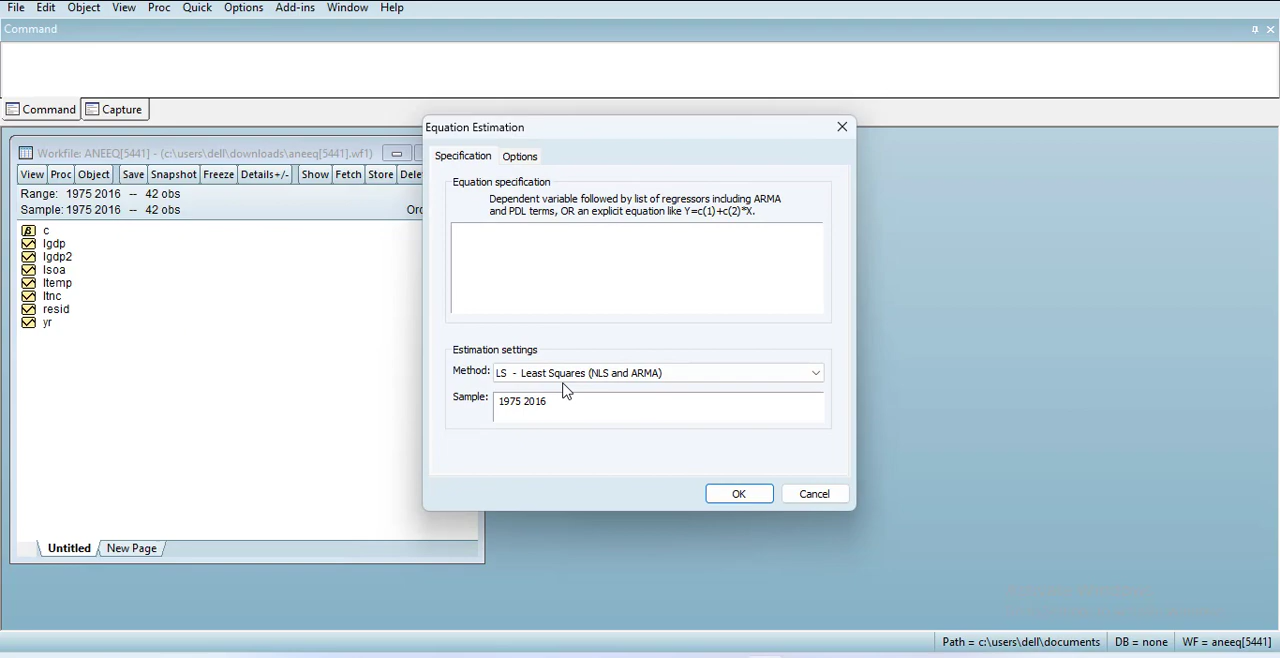 File Edit Object View Proc Quick Options Add-ins Window Help
Command
Command Capture
Workfile: ANEEQ[5441] - (c:\users\dell\downloads\aneeq[5441].wf1)
View Proc Object Save Snapshot Freeze Details+/- Show Fetch Store Dele
Range: 1975 2016 -- 42 obs
Sample: 1975 2016 -- 42 obs Orc
c
lgdp
lgdp2
lsoa
ltemp
ltnc
resid
yr
Untitled New Page
Equation Estimation
Specification Options
Equation specification
Dependent variable followed by list of regressors including ARMA
and PDL terms, OR an explicit equation like Y=c(1)+c(2)*X.
Estimation settings
Method: LS - Least Squares (NLS and ARMA)
Sample: 1975 2016
OK Cancel
Path = c:\users\dell\documents DB = none WF = aneeq[5441]